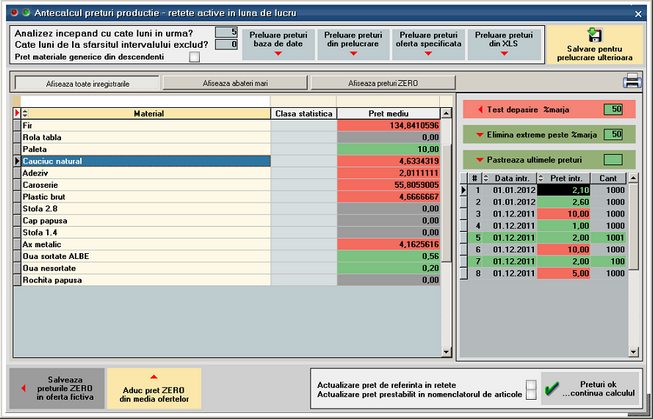 Antecalcul preturi productie - retete active in luna de lucru
Analizez incepand cu cate luni in urma? 5
Cate luni de la sfarsitul intervalului exclud? 0
Pret materiale generice din descendenti
Preluare preturi
baza de date
Preluare preturi
din prelucrare
Preluare preturi
oferta specificata
Preluare preturi
din XLS
Salvare pentru
prelucrare ulterioara
Afiseaza toate inregistrarile
Afiseaza abateri mari
Afiseaza preturi ZERO
Material Clasa statistica Pret mediu
Fir 134,8410596
Rola tabla 0,00
Paleta 10,00
Cauciuc natural 4,6334319
Adeziv 2,0111111
Caroserie 55,8059005
Plastic brut 4,6666667
Stofa 2.8 0,00
Cap papusa 0,00
Stofa 1.4 0,00
Ax metalic 4,1625616
Oua sortate ALBE 0,56
Oua nesortate 0,20
Rochita papusa 0,00
Test depasire %marja 50
Elimina extreme peste %marja 50
Pastreaza ultimele preturi
# Data intr. Pret intr. Cant
1 01.01.2012 2,10 1000
2 01.01.2012 2,60 1000
3 01.12.2011 10,00 1000
4 01.12.2011 1,00 1000
5 01.12.2011 2,00 1001
6 01.12.2011 10,00 1000
7 01.12.2011 2,00 100
8 01.12.2011 5,00 1000
Salveaza
preturile ZERO
in oferta fictiva
Aduc pret ZERO
din media ofertelor
Actualizare pret de referinta in retete
Actualizare pret prestabilit in nomenclatorul de articole
Preturi ok
...continua calculul